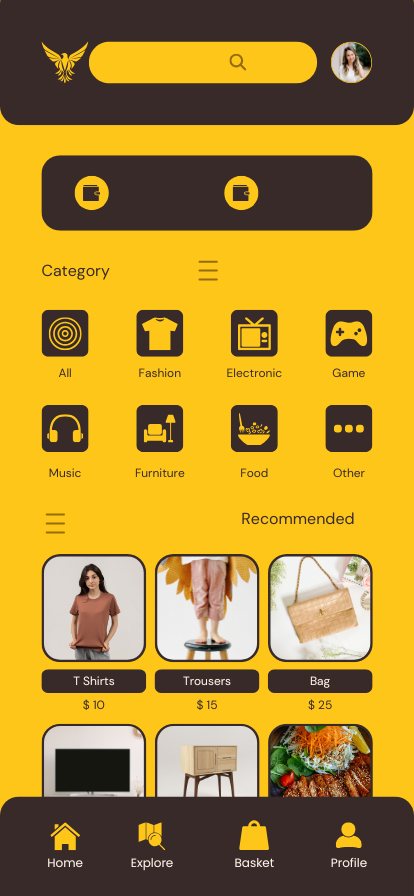 Category
All
Fashion
Electronic
Game
Music
Furniture
Food
Other
Recommended
T Shirts
Trousers
Bag
$ 10
$ 15
$ 25
Home
Explore
Basket
Profile